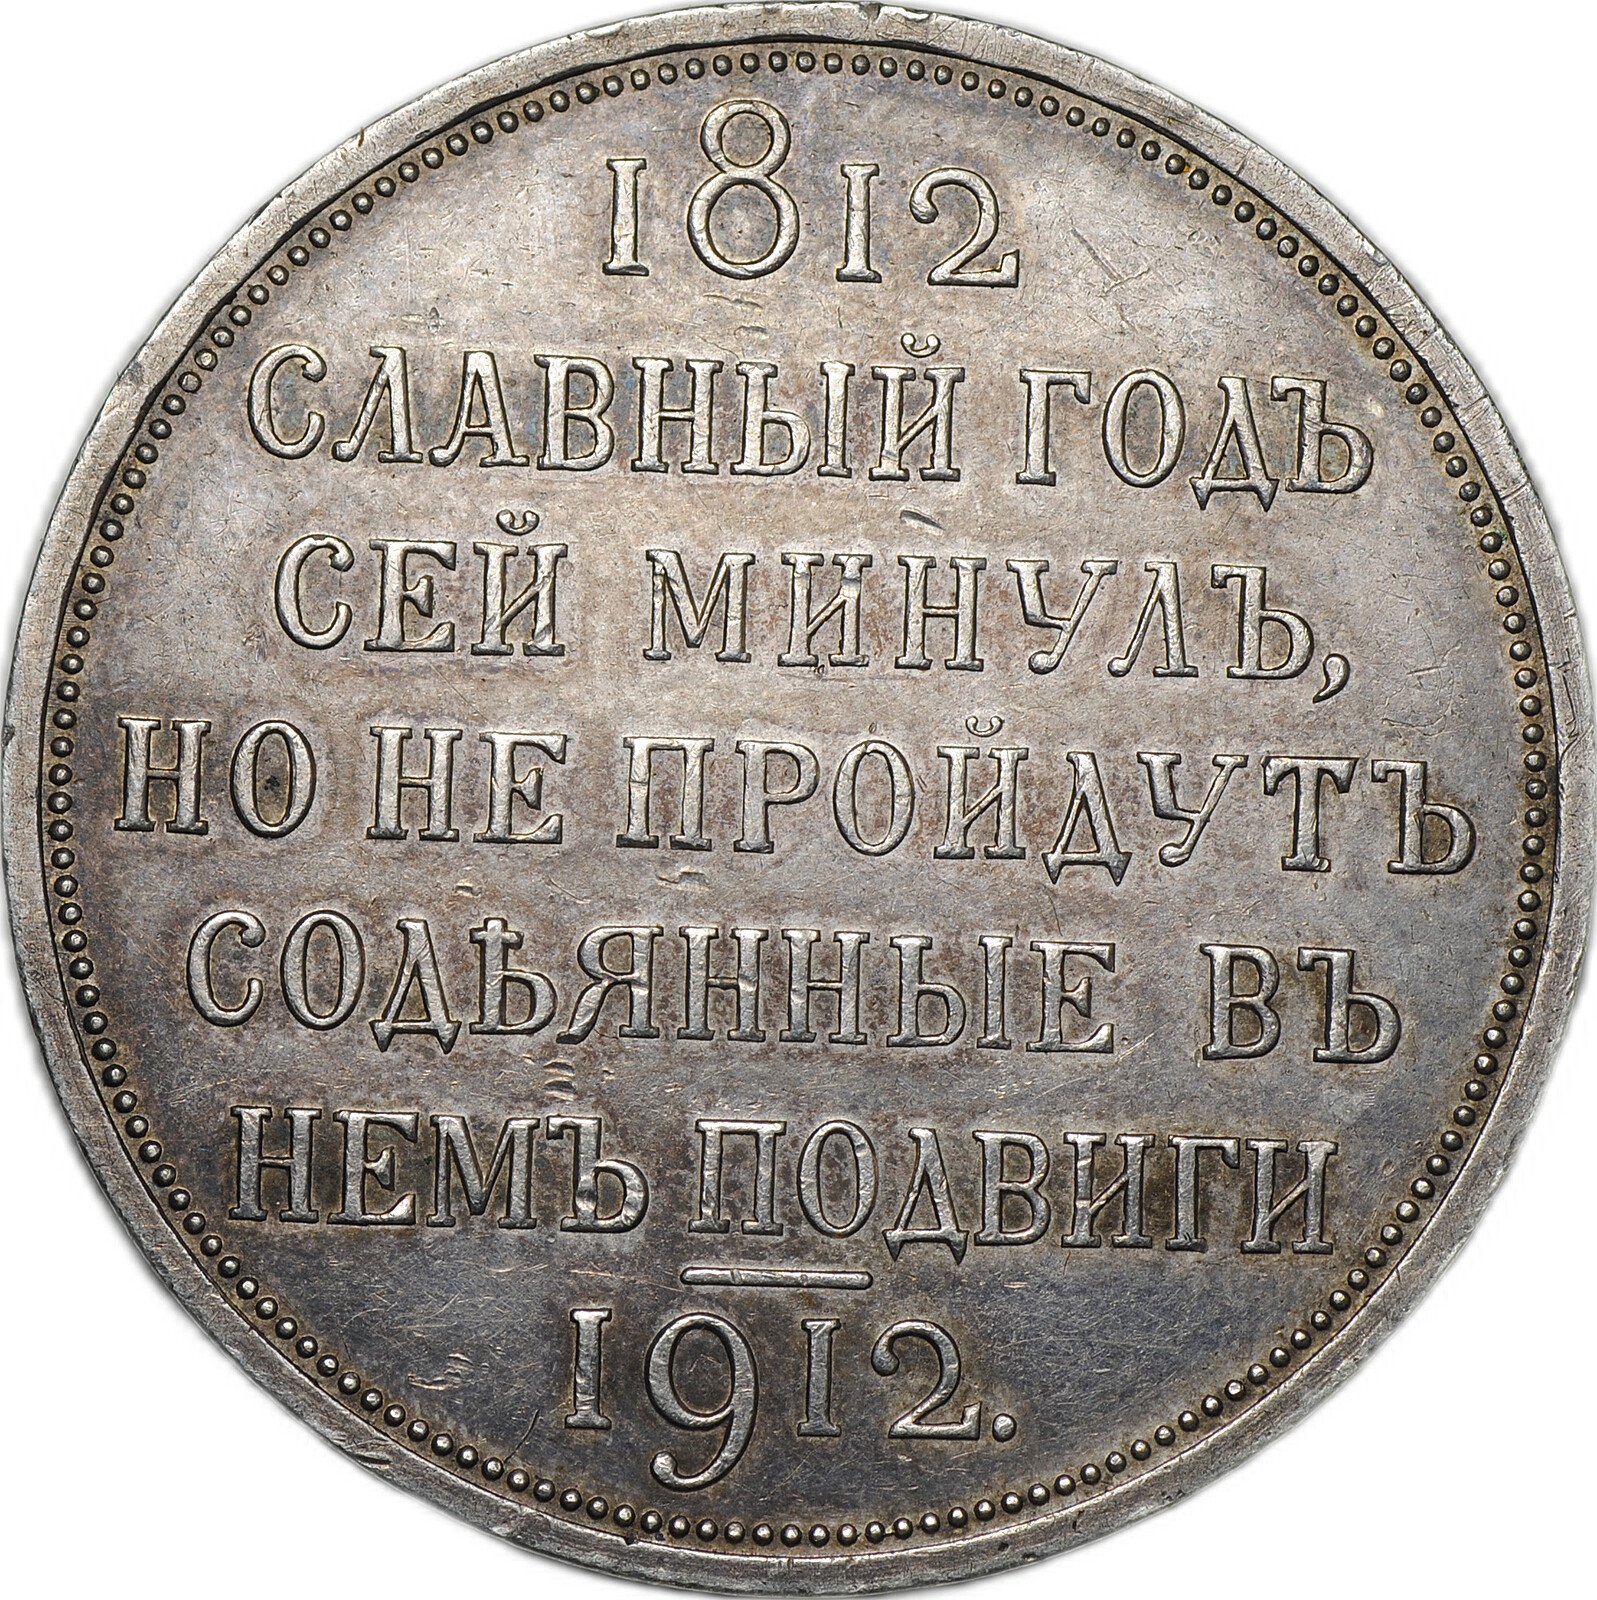 1812
СЛАВНЫЙ ГОДЪ
СЕЙ МИНУЛЪ,
НО НЕ ПРОЙДУТЪ
СОДѢЯННЫЕ ВЪ
НЕМЪ ПОДВИГИ
1912.